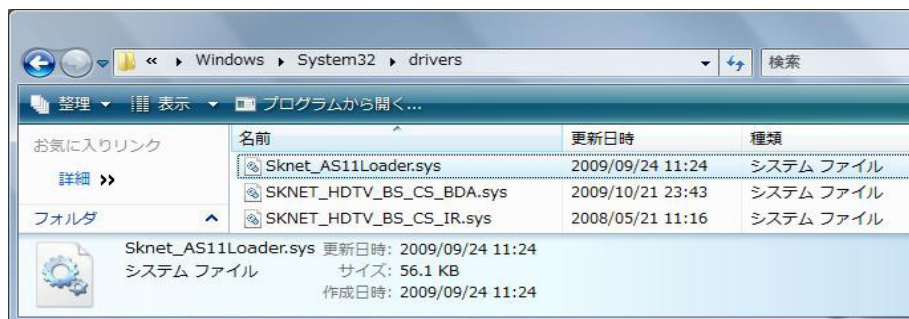 « ▸ Windows ▸ System32 ▸ drivers 検索
整理 表示 プログラムから開く...
お気に入りリンク
詳細 »
フォルダ
名前 更新日時 種類
Sknet_AS11Loader.sys 2009/09/24 11:24 システム ファイル
SKNET_HDTV_BS_CS_BDA.sys 2009/10/21 23:43 システム ファイル
SKNET_HDTV_BS_CS_IR.sys 2008/05/21 11:16 システム ファイル
Sknet_AS11Loader.sys 更新日時: 2009/09/24 11:24
システム ファイル サイズ: 56.1 KB
作成日時: 2009/09/24 11:24